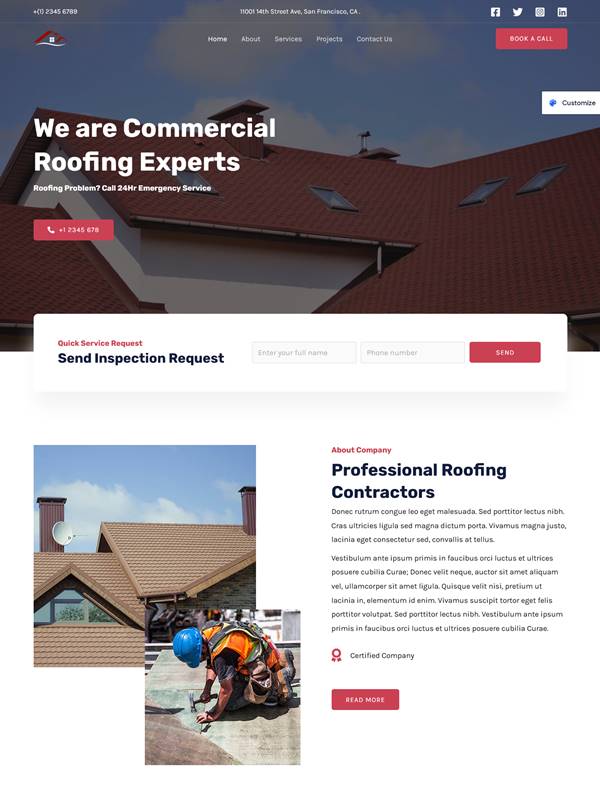 +(1) 2345 6789
11001 14th Street Ave, San Francisco, CA .
Home
About
Services
Projects
Contact Us
BOOK A CALL
Customize
We are Commercial
Roofing Experts
Roofing Problem? Call 24Hr Emergency Service
+1 2345 678
Quick Service Request
Send Inspection Request
Enter your full name
Phone number
SEND
About Company
Professional Roofing
Contractors
Donec rutrum congue leo eget malesuada. Sed porttitor lectus nibh.
Cras ultricies ligula sed magna dictum porta. Vivamus magna justo,
lacinia eget consectetur sed, convallis at tellus.
Vestibulum ante ipsum primis in faucibus orci luctus et ultrices
posuere cubilia Curae; Donec velit neque, auctor sit amet aliquam
vel, ullamcorper sit amet ligula. Quisque velit nisi, pretium ut
lacinia in, elementum id enim. Vivamus suscipit tortor eget felis
porttitor volutpat. Sed porttitor lectus nibh. Vestibulum ante ipsum
primis in faucibus orci luctus et ultrices posuere cubilia Curae.
Certified Company
READ MORE